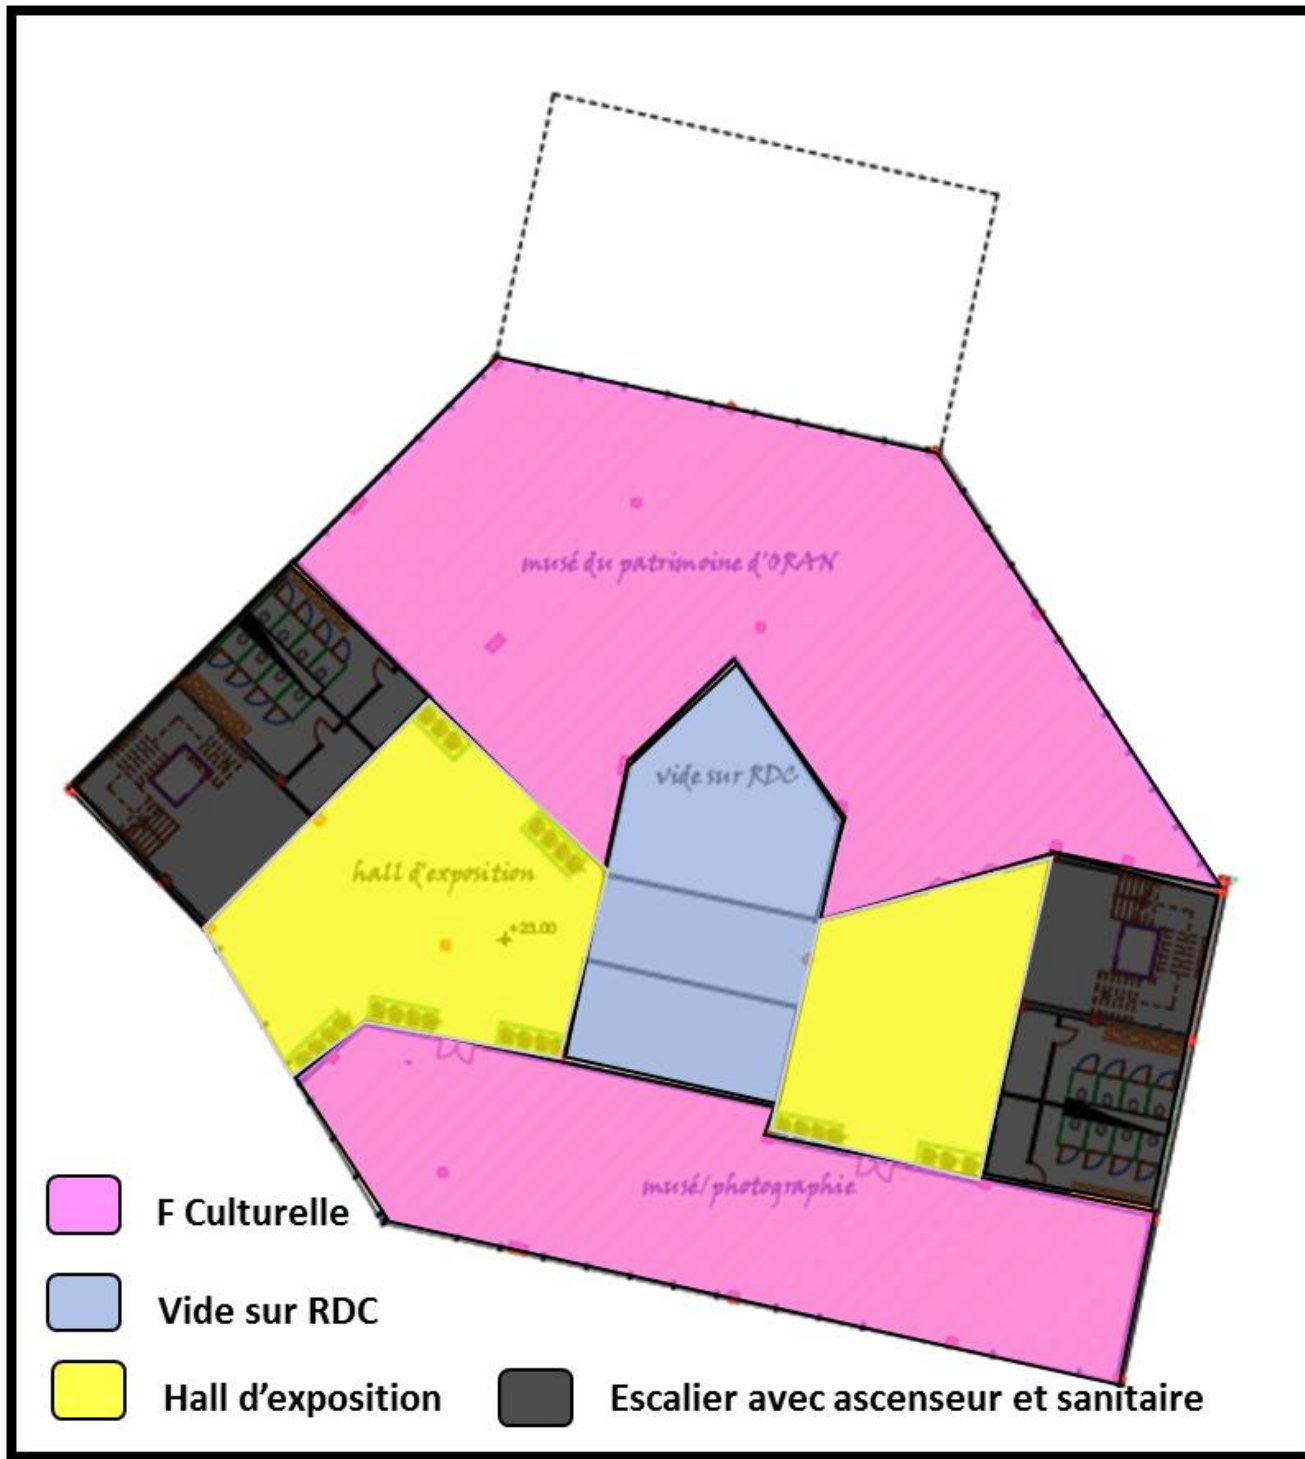 musé du patrimoine d'ORAN
vide sur RDC
hall d'exposition
+23.00
musé/photographie
F Culturelle
Vide sur RDC
Hall d’exposition
Escalier avec ascenseur et sanitaire